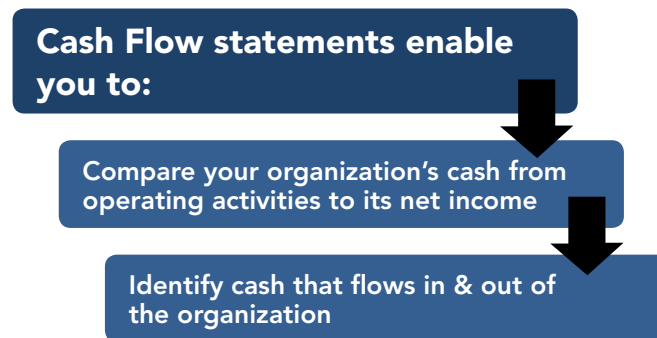 Cash Flow statements enable
you to:
Compare your organization’s cash from
operating activities to its net income
Identify cash that flows in & out of
the organization